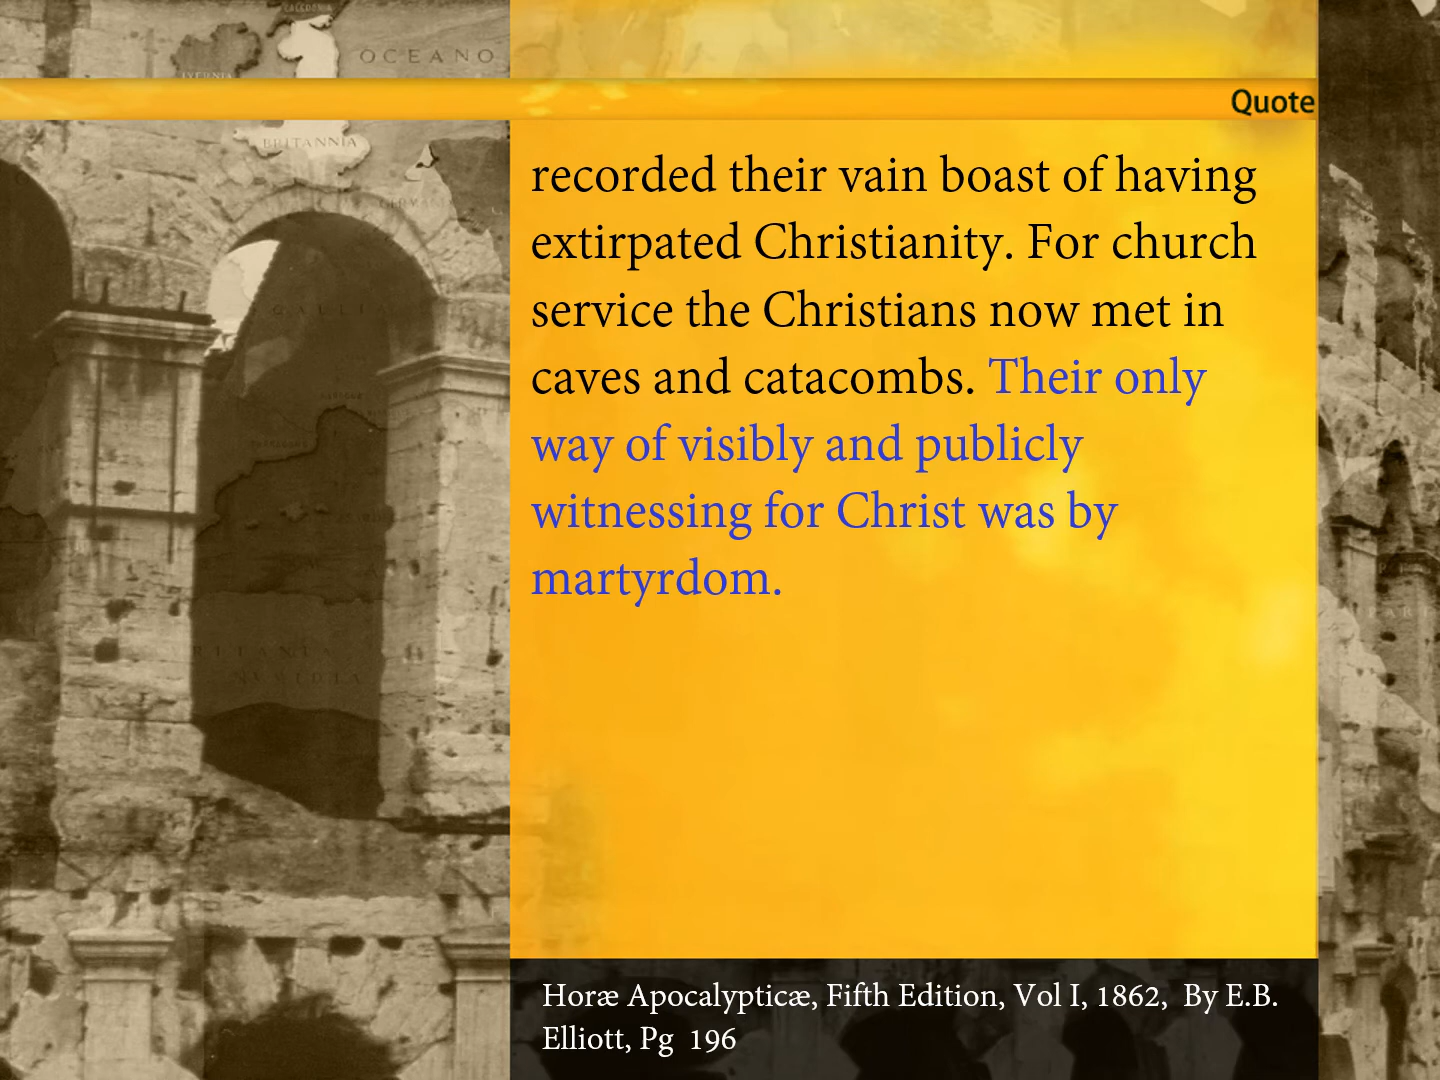 OCEANO
Quote
BRITANNIA
GALLIA
recorded their vain boast of having
extirpated Christianity. For church
service the Christians now met in
caves and catacombs. Their only
way of visibly and publicly
witnessing for Christ was by
martyrdom.
Horæ Apocalypticæ, Fifth Edition, Vol I, 1862, By E.B.
Elliott, Pg 196